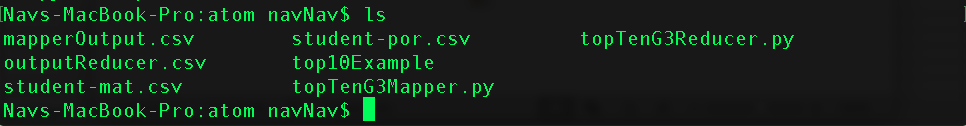 [Navs-MacBook-Pro:atom navNav$ ls
mapperOutput.csv student-por.csv topTenG3Reducer.py
outputReducer.csv top10Example
student-mat.csv topTenG3Mapper.py
Navs-MacBook-Pro:atom navNav$